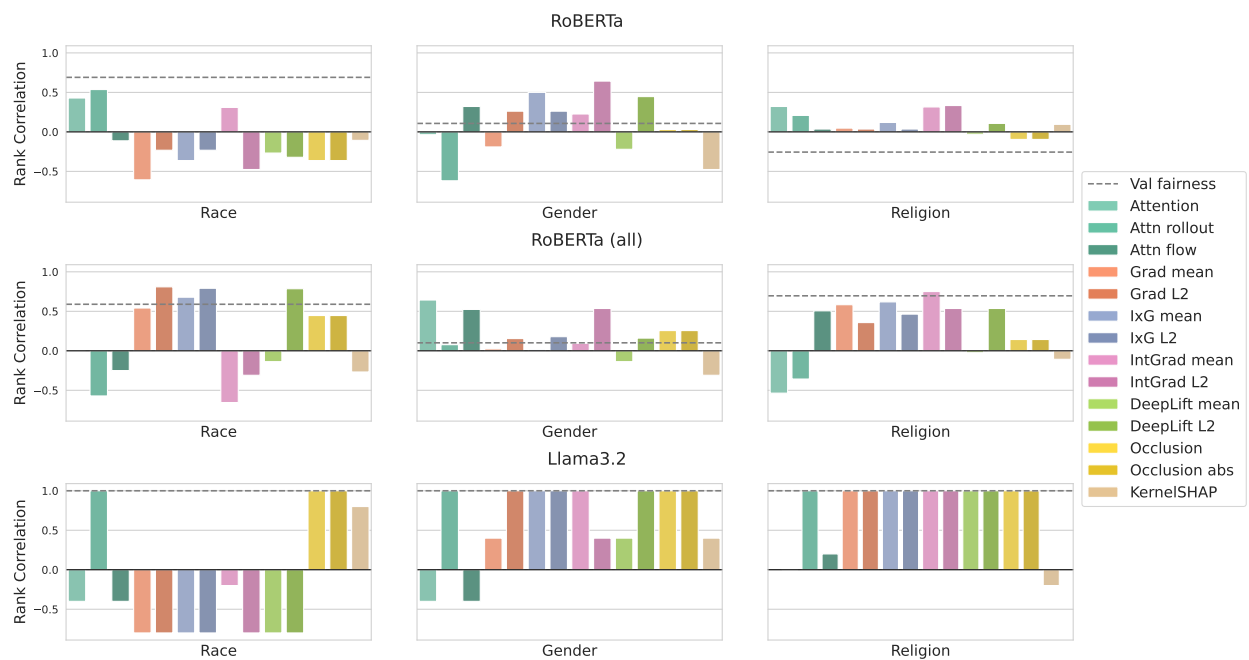 RoBERTa
Rank Correlation
1.0
0.5
0.0
−0.5
Race
Gender
Religion
RoBERTa (all)
Rank Correlation
1.0
0.5
0.0
−0.5
Race
Gender
Religion
Llama3.2
Rank Correlation
1.0
0.5
0.0
−0.5
Race
Gender
Religion
Val fairness
Attention
Attn rollout
Attn flow
Grad mean
Grad L2
IxG mean
IxG L2
IntGrad mean
IntGrad L2
DeepLift mean
DeepLift L2
Occlusion
Occlusion abs
KernelSHAP